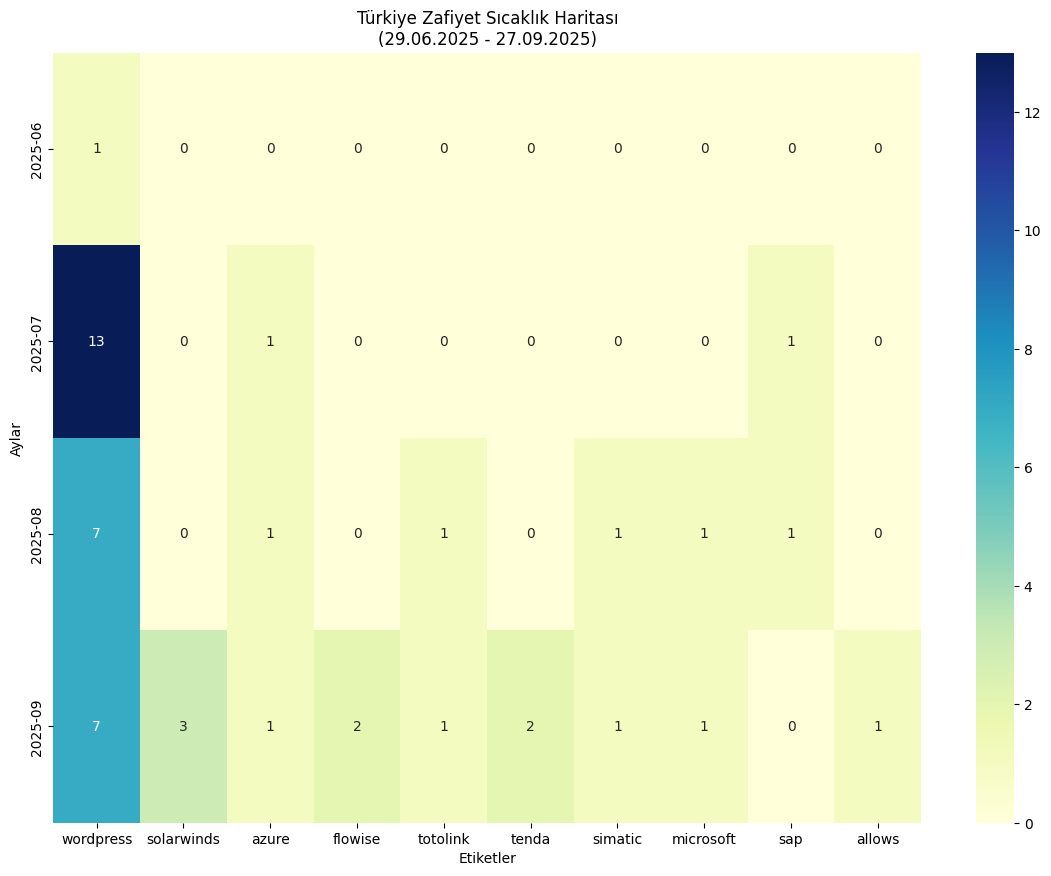 Türkiye Zafiyet Sıcaklık Haritası
(29.06.2025 - 27.09.2025)
Aylar
2025-06
1 0 0 0 0 0 0 0 0 0
2025-07
13 0 1 0 0 0 0 0 1 0
2025-08
7 0 1 0 1 0 1 1 1 0
2025-09
7 3 1 2 1 2 1 1 0 1
wordpress solarwinds azure flowise totolink tenda simatic microsoft sap allows
Etiketler
12
10
8
6
4
2
0